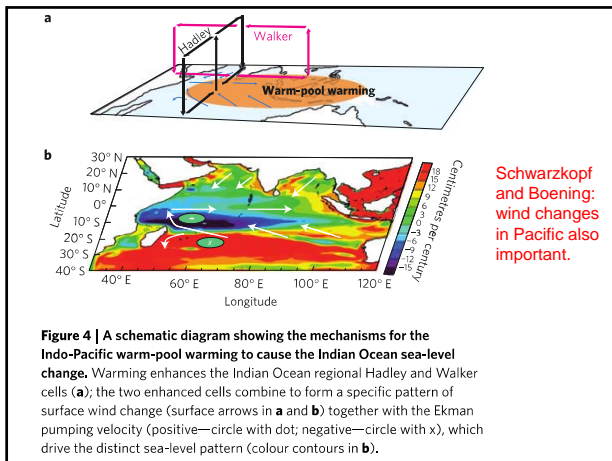 a
Hadley
Walker
Warm-pool warming
b
30° N
20° N
10° N
0°
10° S
20° S
30° S
40° S
Latitude
40° E
60° E
80° E
100° E
120° E
Longitude
18
15
12
9
6
3
0
−3
−6
−9
−12
−15
Centimetres per century
Schwarzkopf
and Boening:
wind changes
in Pacific also
important.
Figure 4 | A schematic diagram showing the mechanisms for the
Indo-Pacific warm-pool warming to cause the Indian Ocean sea-level
change. Warming enhances the Indian Ocean regional Hadley and Walker
cells (a); the two enhanced cells combine to form a specific pattern of
surface wind change (surface arrows in a and b) together with the Ekman
pumping velocity (positive—circle with dot; negative—circle with x), which
drive the distinct sea-level pattern (colour contours in b).